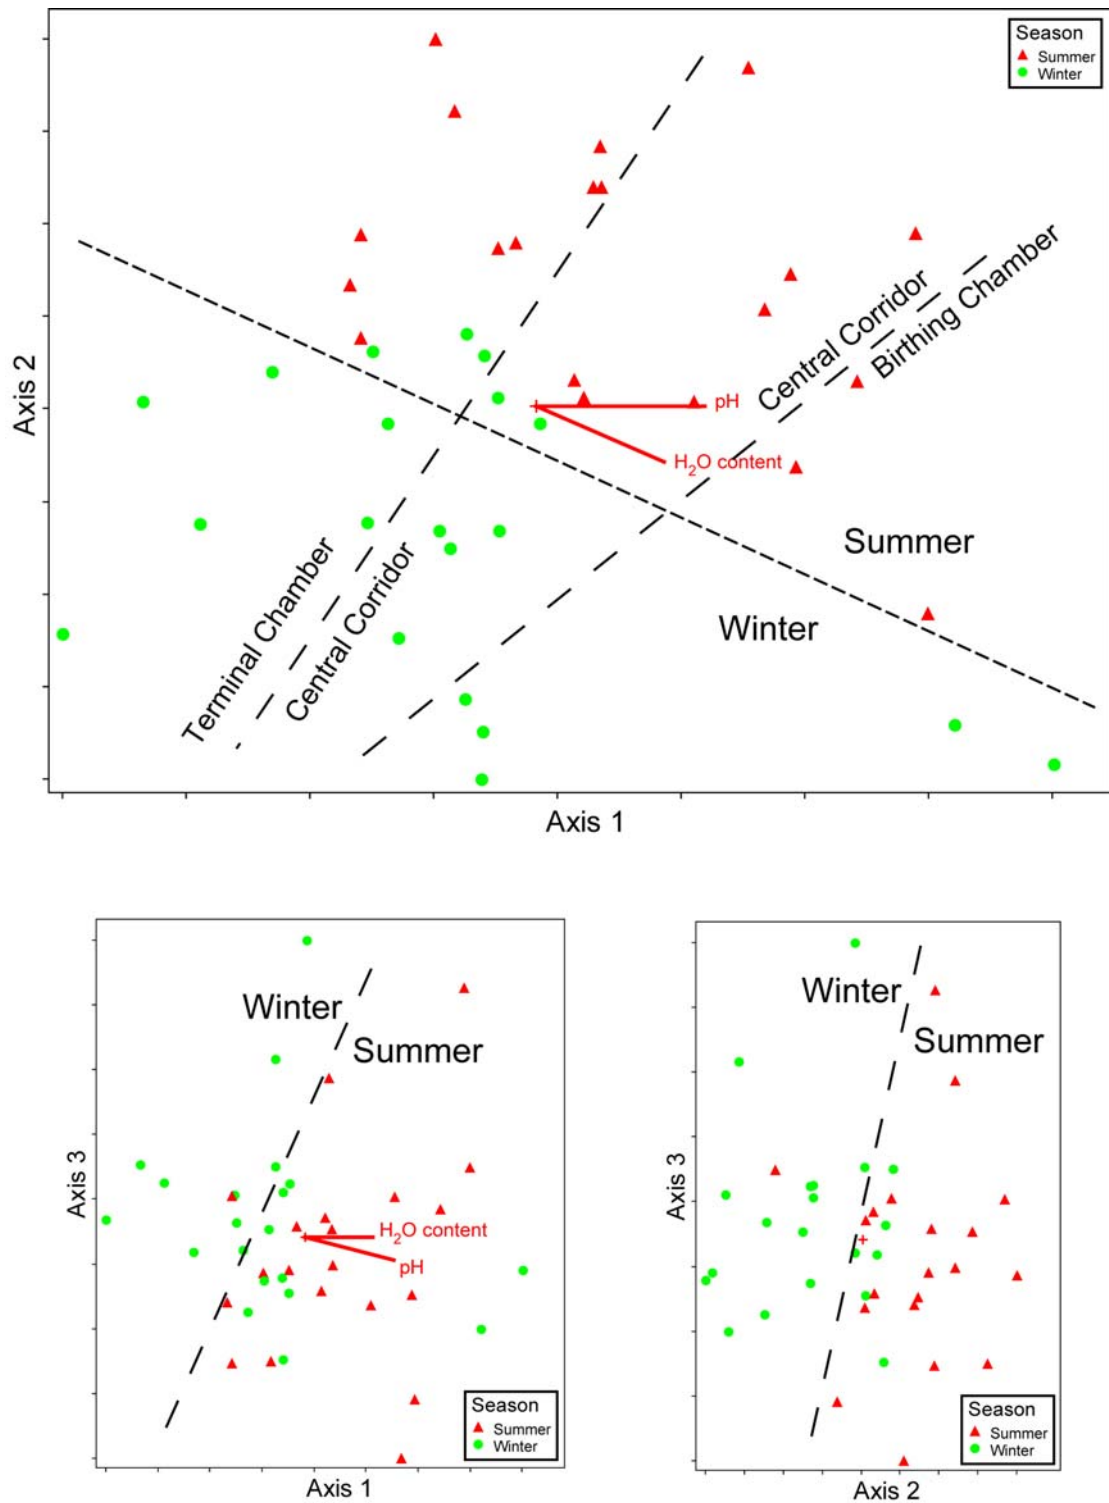 Season
Summer
Winter
Axis 2
Central Corridor
Birthing Chamber
pH
H₂O content
Summer
Winter
Terminal Chamber
Central Corridor
Axis 1
Winter
Summer
Axis 3
H₂O content
pH
Season
Summer
Winter
Axis 1
Winter
Summer
Axis 3
Season
Summer
Winter
Axis 2